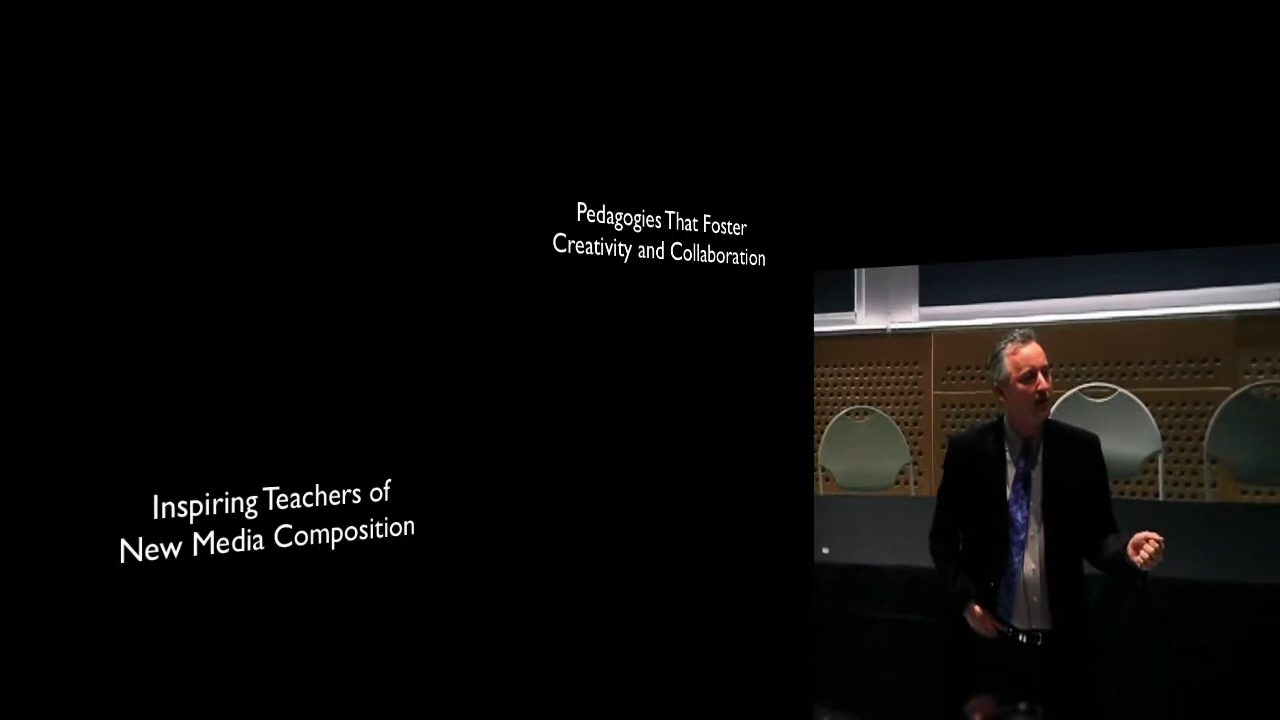 Pedagogies That Foster
Creativity and Collaboration
Inspiring Teachers of
New Media Composition